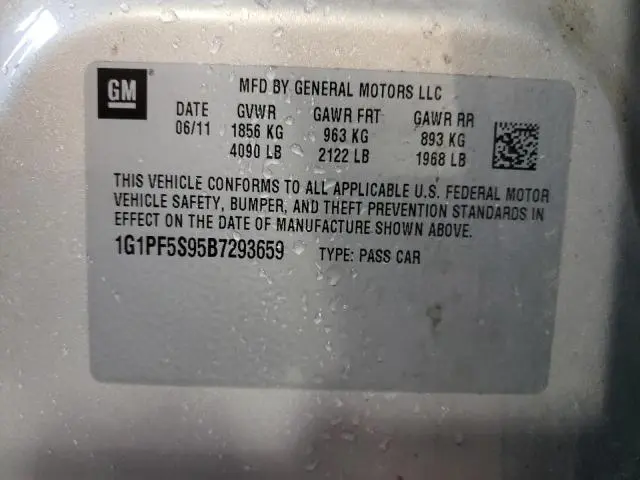 GM ®
MFD BY GENERAL MOTORS LLC
DATE GVWR GAWR FRT GAWR RR
06/11 1856 KG 963 KG 893 KG
4090 LB 2122 LB 1968 LB
THIS VEHICLE CONFORMS TO ALL APPLICABLE U.S. FEDERAL MOTOR
VEHICLE SAFETY, BUMPER, AND THEFT PREVENTION STANDARDS IN
EFFECT ON THE DATE OF MANUFACTURE SHOWN ABOVE.
1G1PF5S95B7293659 TYPE: PASS CAR